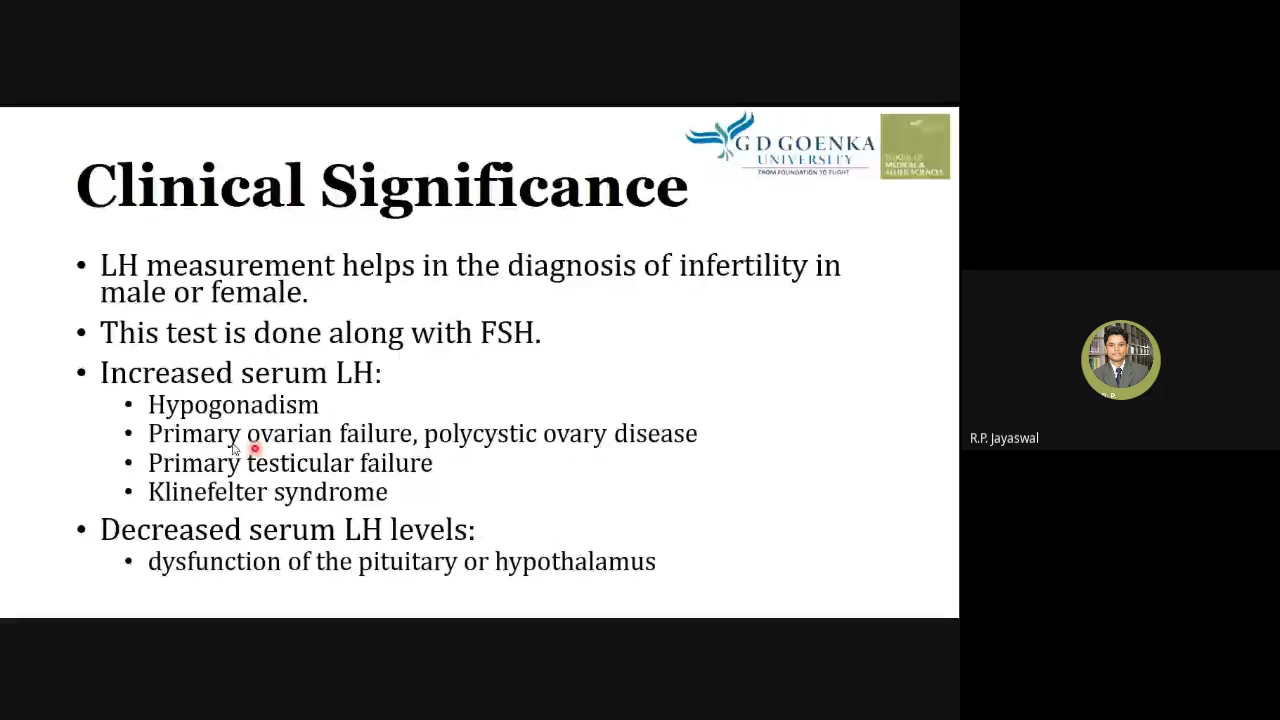 G D GOENKA
UNIVERSITY
FROM FOUNDATION TO FLIGHT
SCHOOL OF
MEDICAL &
ALLIED SCIENCES
Clinical Significance
• LH measurement helps in the diagnosis of infertility in
male or female.
• This test is done along with FSH.
• Increased serum LH:
• Hypogonadism
• Primary ovarian failure, polycystic ovary disease
• Primary testicular failure
• Klinefelter syndrome
• Decreased serum LH levels:
• dysfunction of the pituitary or hypothalamus
R.P. Jayaswal